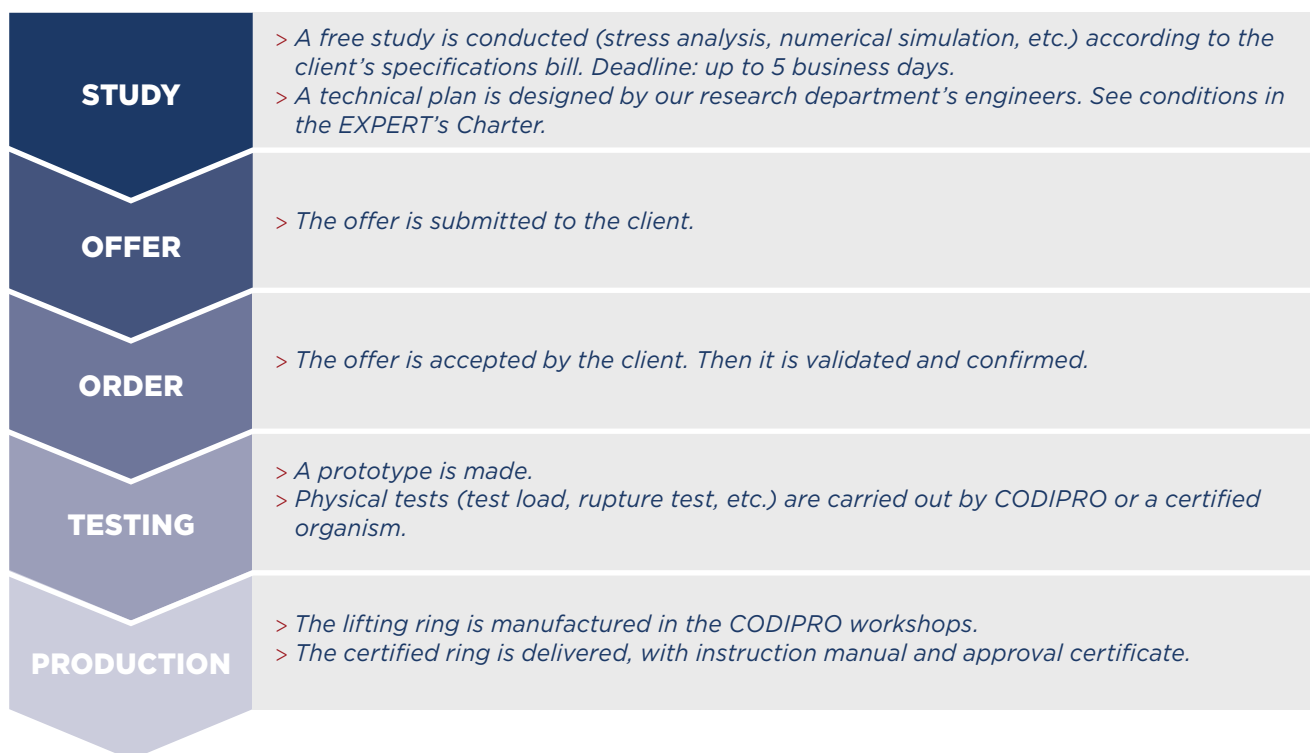 STUDY
> A free study is conducted (stress analysis, numerical simulation, etc.) according to the
client's specifications bill. Deadline: up to 5 business days.
> A technical plan is designed by our research department's engineers. See conditions in
the EXPERT's Charter.
OFFER
> The offer is submitted to the client.
ORDER
> The offer is accepted by the client. Then it is validated and confirmed.
TESTING
> A prototype is made.
> Physical tests (test load, rupture test, etc.) are carried out by CODIPRO or a certified
organism.
PRODUCTION
> The lifting ring is manufactured in the CODIPRO workshops.
> The certified ring is delivered, with instruction manual and approval certificate.